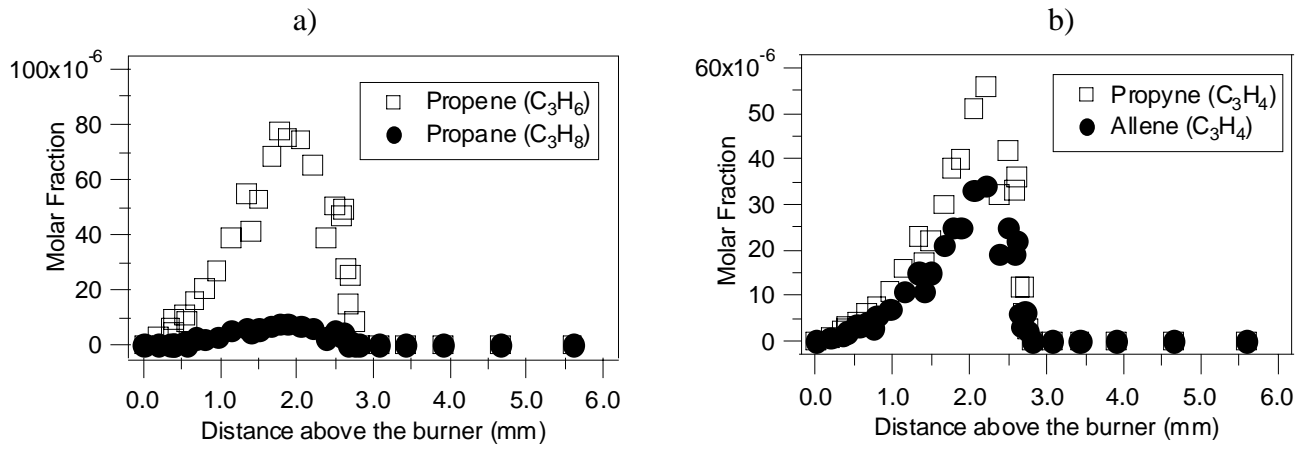 a)
100x10-6
80
60
40
20
0
Molar Fraction
Propene (C3H6)
Propane (C3H8)
0.0 1.0 2.0 3.0 4.0 5.0 6.0
Distance above the burner (mm)
b)
60x10-6
50
40
30
20
10
0
Molar Fraction
Propyne (C3H4)
Allene (C3H4)
0.0 1.0 2.0 3.0 4.0 5.0 6.0
Distance above the burner (mm)